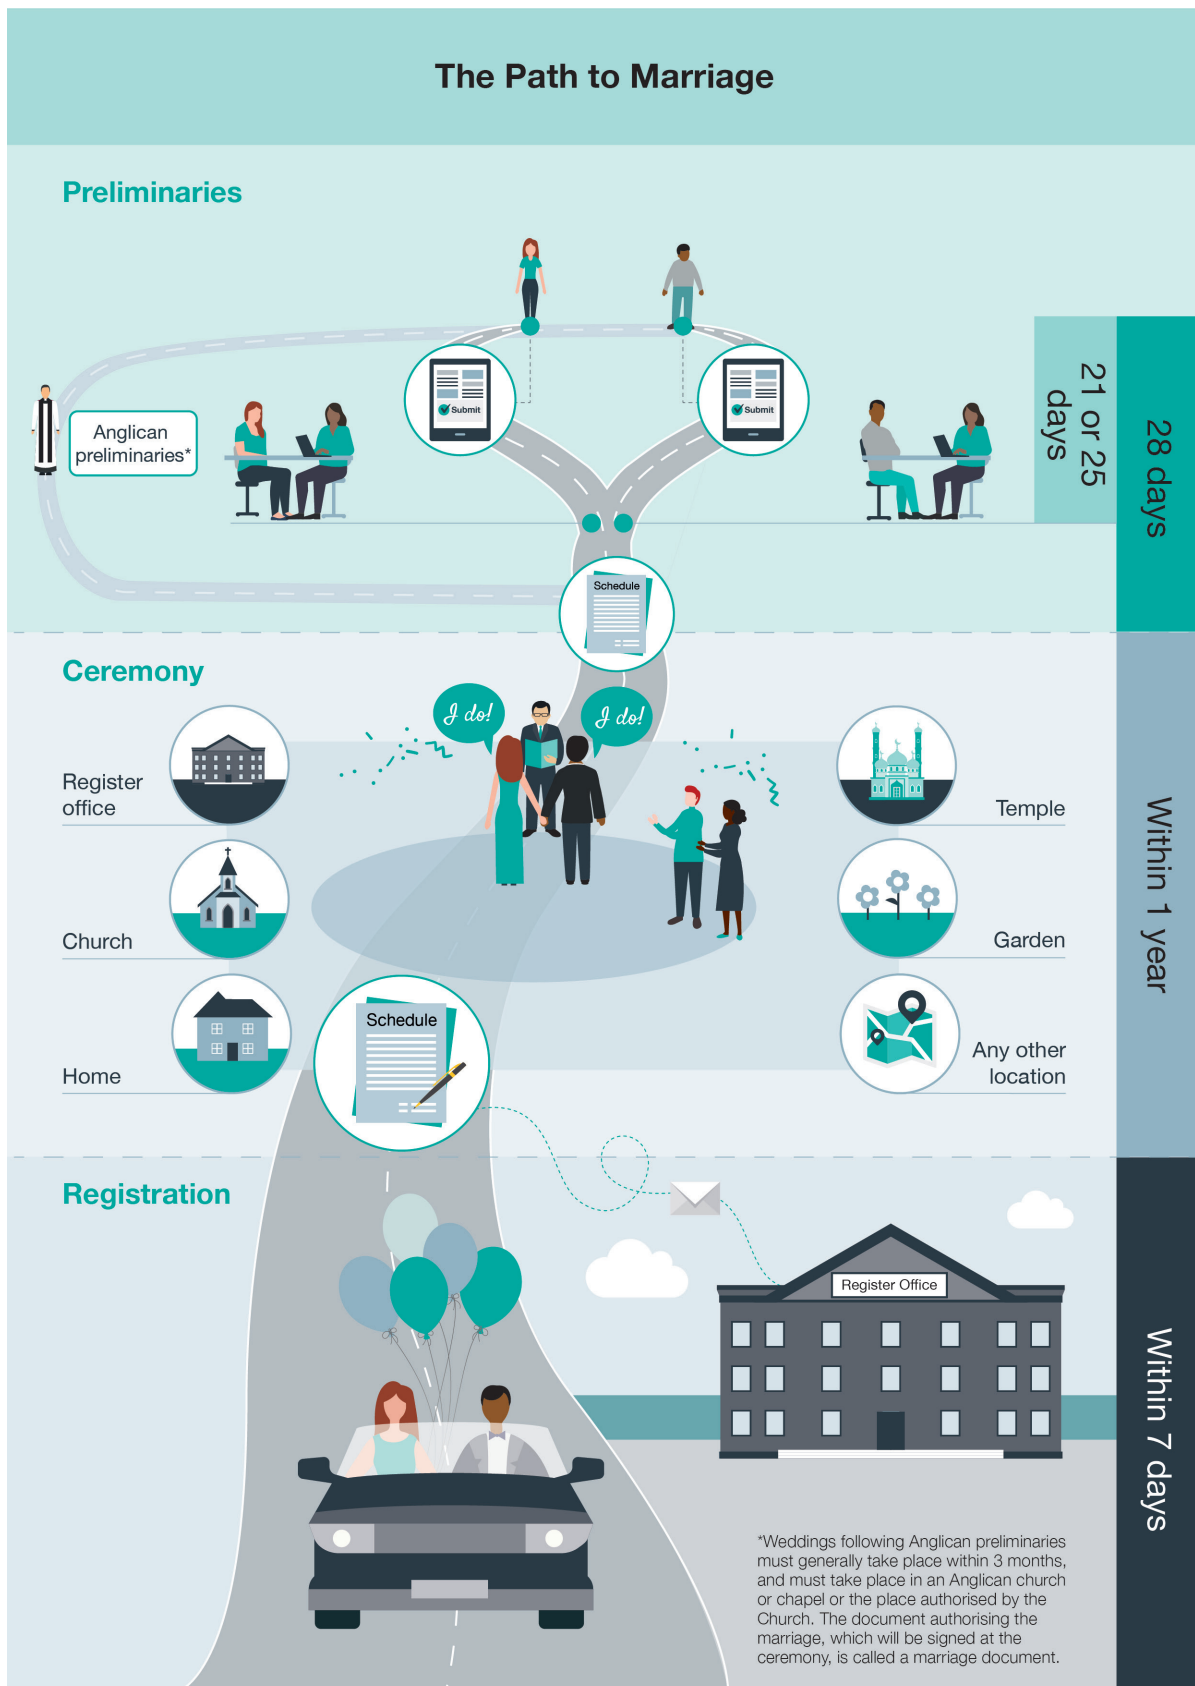 The Path to Marriage
Preliminaries
Submit
Submit
Anglican
preliminaries*
21 or 25
days
28 days
Schedule
Ceremony
I do!
I do!
Register
office
Temple
Church
Garden
Home
Any other
location
Within 1 year
Schedule
Registration
Register Office
Within 7 days
*Weddings following Anglican preliminaries
must generally take place within 3 months,
and must take place in an Anglican church
or chapel or the place authorised by the
Church. The document authorising the
marriage, which will be signed at the
ceremony, is called a marriage document.